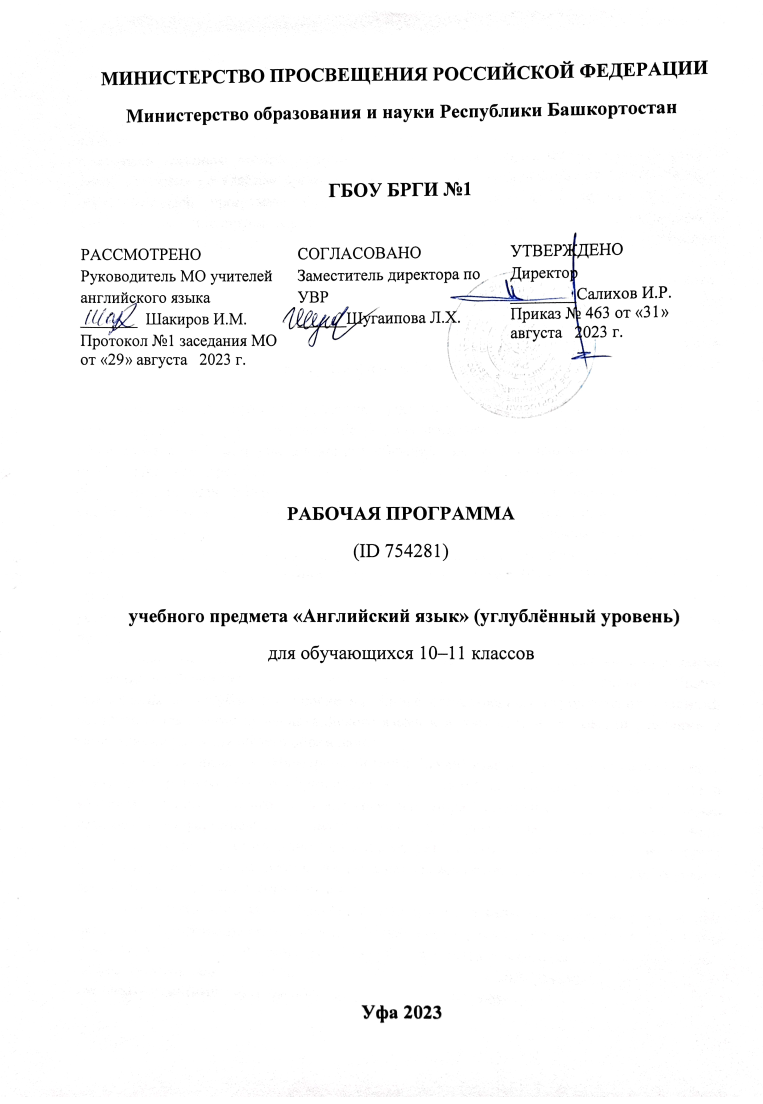 МИНИСТЕРСТВО ПРОСВЕЩЕНИЯ РОССИЙСКОЙ ФЕДЕРАЦИИ
Министерство образования и науки Республики Башкортостан
ГБОУ БРГИ №1
РАССМОТРЕНО
Руководитель МО учителей
английского языка
Шакиров И.М.
Протокол №1 заседания МО
от «29» августа 2023 г.
СОГЛАСОВАНО
Заместитель директора по
УВР
Шугаипова Л.Х.
УТВЕРЖДЕНО
Директор
Салихов И.Р.
Приказ № 463 от «31»
августа 2023 г.
РАБОЧАЯ ПРОГРАММА
(ID 754281)
учебного предмета «Английский язык» (углублённый уровень)
для обучающихся 10–11 классов
Уфа 2023